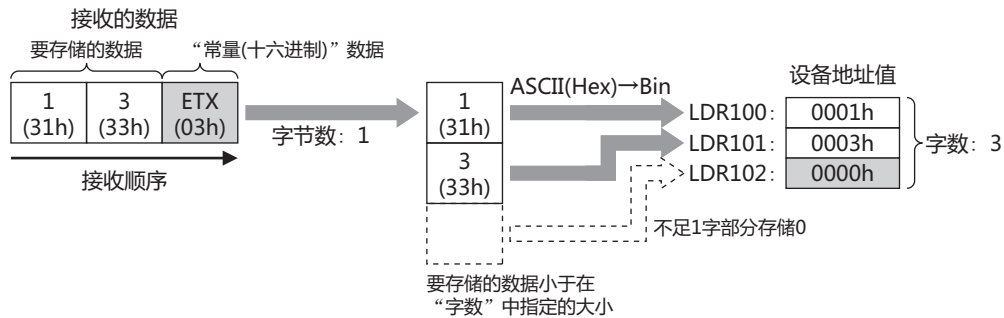 接收的数据
要存储的数据 “常量(十六进制)”数据
1 3 ETX
(31h) (33h) (03h)
接收顺序
字节数：1
1
(31h)
3
(33h)
要存储的数据小于在
“字数”中指定的大小
ASCII(Hex)→Bin
不足1字部分存储0
设备地址值
LDR100： 0001h
LDR101： 0003h
LDR102： 0000h
字数：3